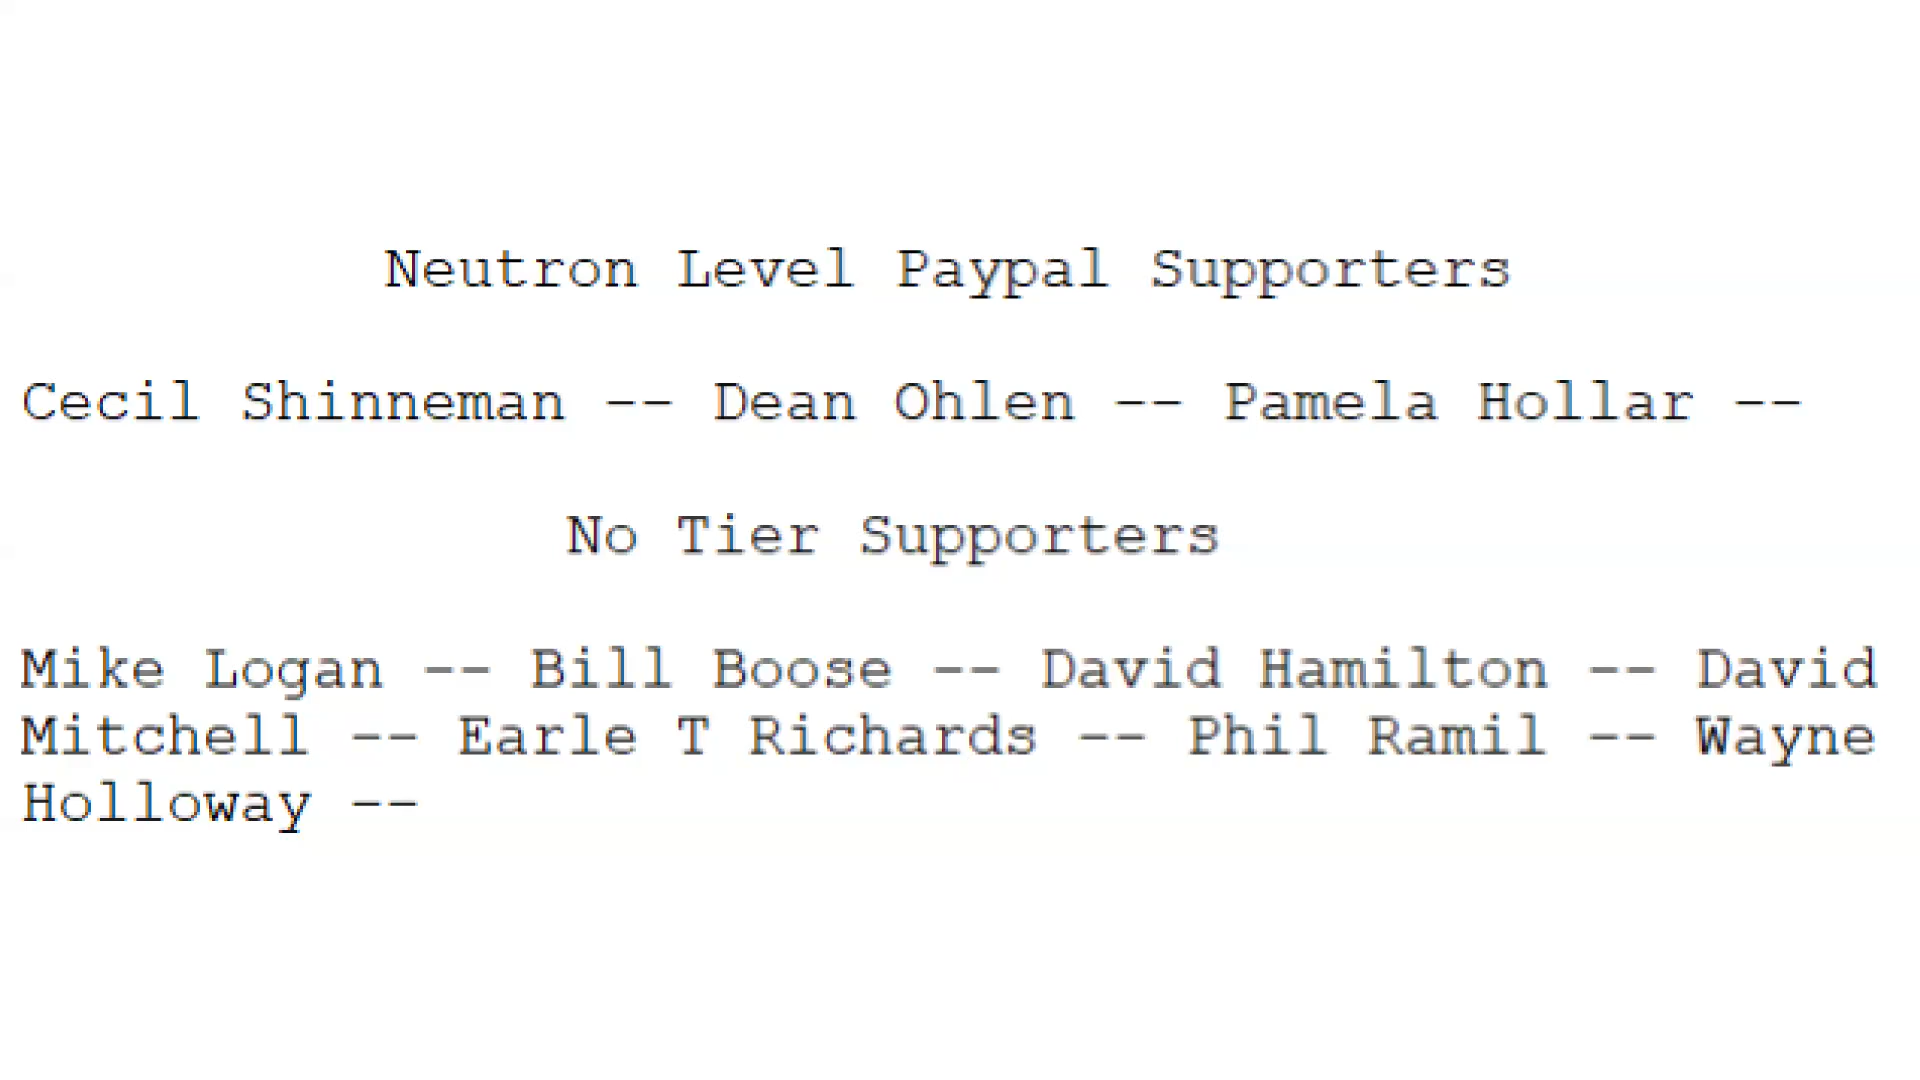 Neutron Level Paypal Supporters
Cecil Shinneman -- Dean Ohlen -- Pamela Hollar --
No Tier Supporters
Mike Logan -- Bill Boose -- David Hamilton -- David
Mitchell -- Earle T Richards -- Phil Ramil -- Wayne
Holloway --